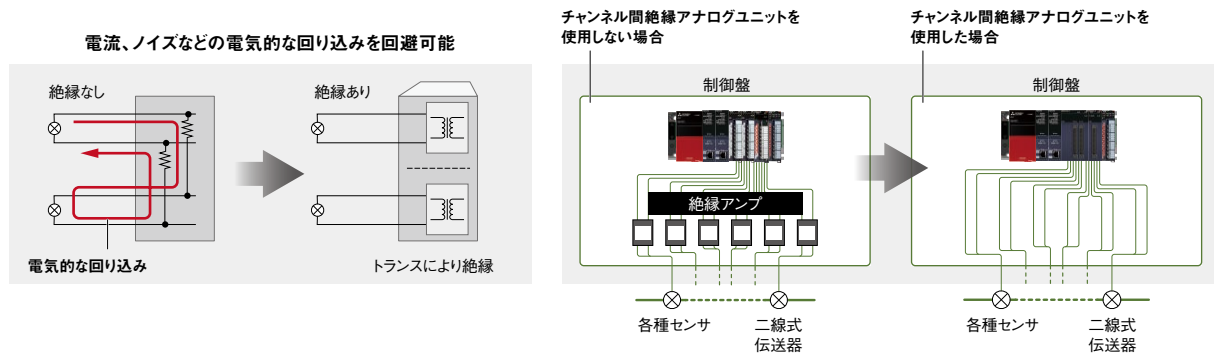 電流、ノイズなどの電気的な回り込みを回避可能
絶縁なし
絶縁あり
電気的な回り込み
トランスにより絶縁
チャンネル間絶縁アナログユニットを
使用しない場合
制御盤
絶縁アンプ
各種センサ
二線式
伝送器
チャンネル間絶縁アナログユニットを
使用した場合
制御盤
各種センサ
二線式
伝送器